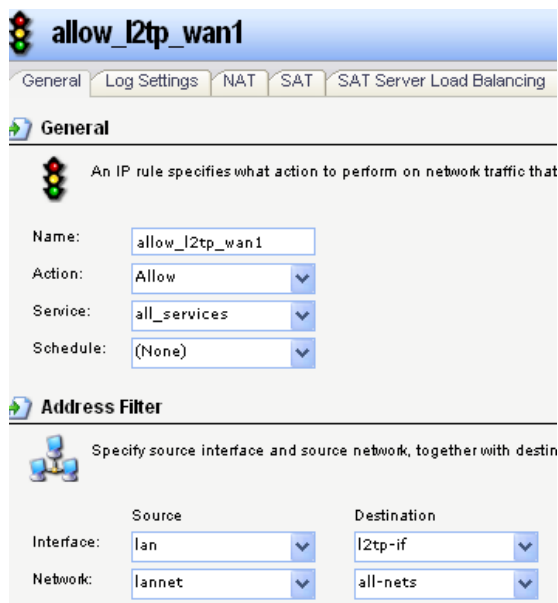 allow_l2tp_wan1
General Log Settings NAT SAT SAT Server Load Balancing
General
An IP rule specifies what action to perform on network traffic that
Name: allow_l2tp_wan1
Action: Allow
Service: all_services
Schedule: (None)
Address Filter
Specify source interface and source network, together with destin
Source Destination
Interface: lan l2tp-if
Network: lannet all-nets